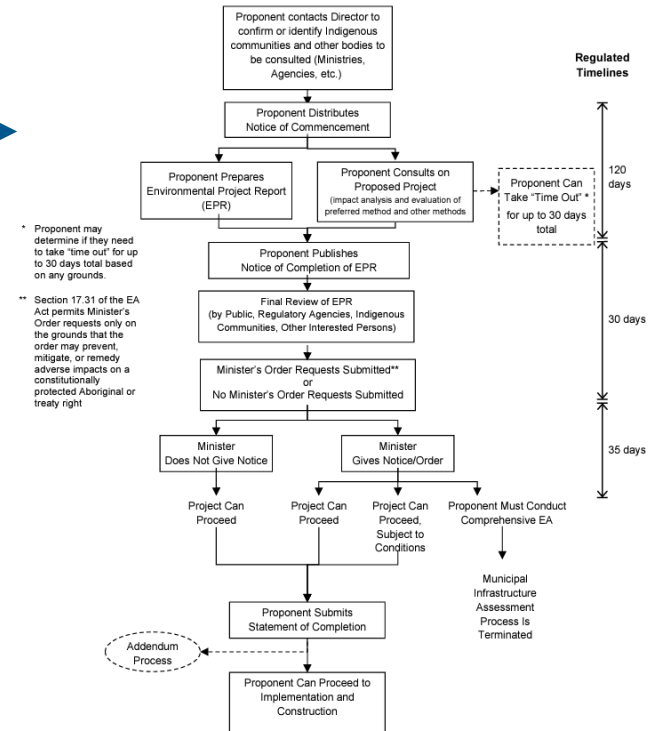 Proponent contacts Director to
confirm or identify Indigenous
communities and other bodies to
be consulted (Ministries,
Agencies, etc.)
Regulated
Timelines
Proponent Distributes
Notice of Commencement
Proponent Prepares
Environmental Project Report
(EPR)
Proponent Consults on
Proposed Project
(impact analysis and evaluation of
preferred method and other methods
Proponent Can
Take "Time Out" *
for up to 30 days
total
120
days
* Proponent may
determine if they need
to take "time out" for up
to 30 days total based
on any grounds.
Proponent Publishes
Notice of Completion of EPR
** Section 17.31 of the EA
Act permits Minister's
Order requests only on
the grounds that the
order may prevent,
mitigate, or remedy
adverse impacts on a
constitutionally
protected Aboriginal or
treaty right
Final Review of EPR
(by Public, Regulatory Agencies, Indigenous
Communities, Other Interested Persons)
30 days
Minister's Order Requests Submitted**
or
No Minister's Order Requests Submitted
Minister
Does Not Give Notice
Minister
Gives Notice/Order
35 days
Project Can
Proceed
Project Can
Proceed
Project Can
Proceed,
Subject to
Conditions
Proponent Must Conduct
Comprehensive EA
Municipal
Infrastructure
Assessment
Process Is
Terminated
Proponent Submits
Statement of Completion
Addendum
Process
Proponent Can Proceed to
Implementation and
Construction